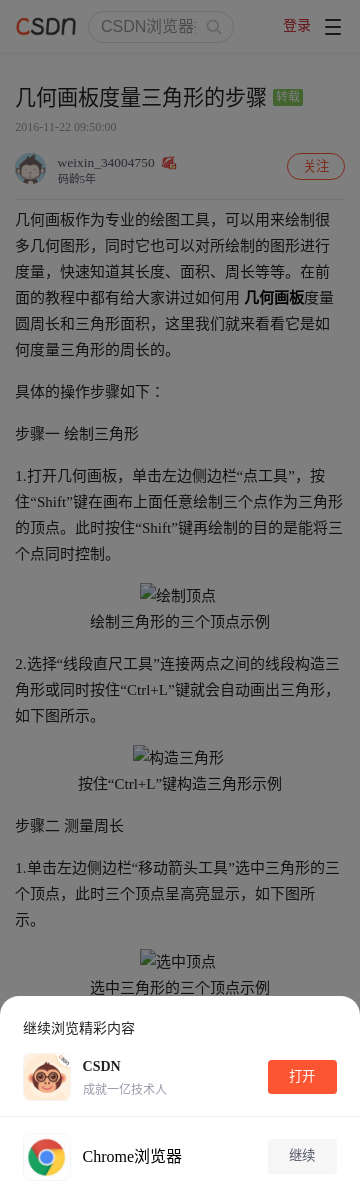 CSDN
CSDN浏览器
登录
几何画板度量三角形的步骤 转载
2016-11-22 09:50:00
weixin_34004750
码龄5年
关注
几何画板作为专业的绘图工具，可以用来绘制很
多几何图形，同时它也可以对所绘制的图形进行
度量，快速知道其长度、面积、周长等等。在前
面的教程中都有给大家讲过如何用 几何画板度量
圆周长和三角形面积，这里我们就来看看它是如
何度量三角形的周长的。
具体的操作步骤如下：
步骤一 绘制三角形
1.打开几何画板，单击左边侧边栏“点工具”，按
住“Shift”键在画布上面任意绘制三个点作为三角形
的顶点。此时按住“Shift”键再绘制的目的是能将三
个点同时控制。
绘制顶点
绘制三角形的三个顶点示例
2.选择“线段直尺工具”连接两点之间的线段构造三
角形或同时按住“Ctrl+L”键就会自动画出三角形，
如下图所示。
构造三角形
按住“Ctrl+L”键构造三角形示例
步骤二 测量周长
1.单击左边侧边栏“移动箭头工具”选中三角形的三
个顶点，此时三个顶点呈高亮显示，如下图所
示。
选中顶点
选中三角形的三个顶点示例
继续浏览精彩内容
CSDN
成就一亿技术人
打开
Chrome浏览器
继续